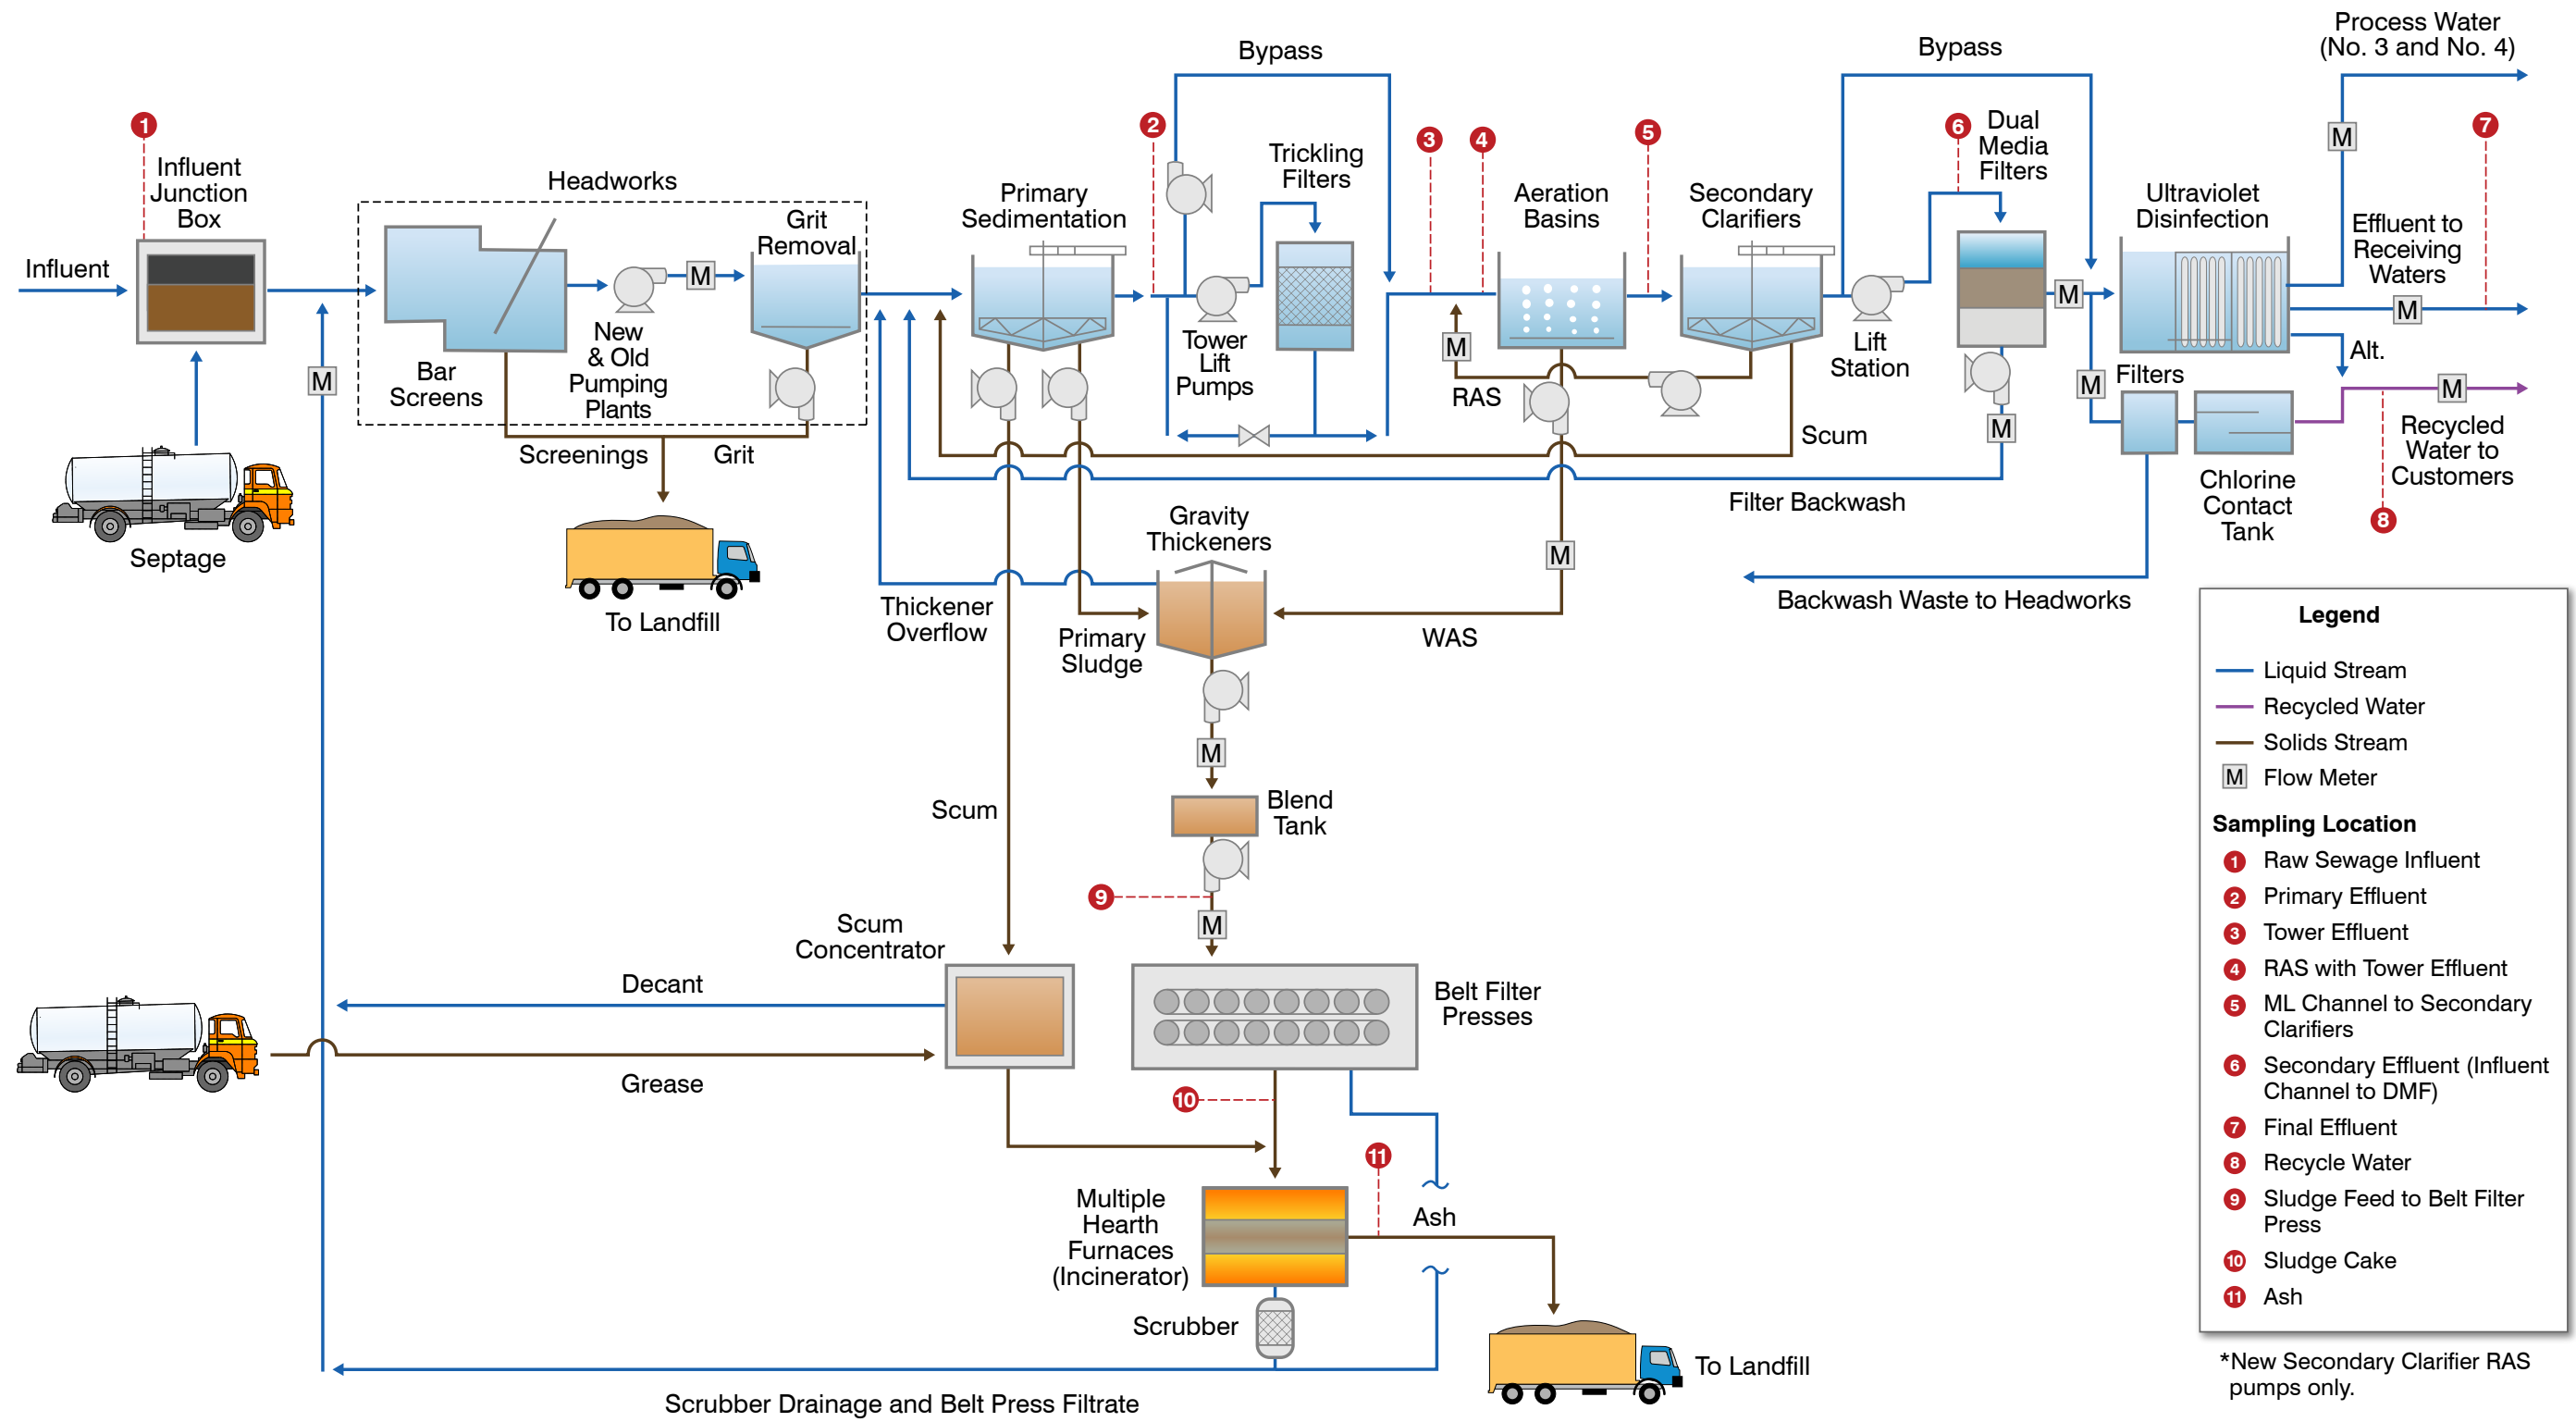 Process Water
(No. 3 and No. 4)
Bypass
Bypass
1
2
3
4
5
6
7
M
Influent
Junction
Box
Headworks
Grit
Removal
Primary
Sedimentation
Trickling
Filters
Aeration
Basins
Secondary
Clarifiers
Dual
Media
Filters
Ultraviolet
Disinfection
Effluent to
Receiving
Waters
Influent
M
M
M
New
& Old
Pumping
Plants
Bar
Screens
Tower
Lift
Pumps
M
RAS
Lift
Station
Alt.
M
M
Filters
M
M
Screenings
Grit
Scum
Recycled
Water to
Customers
Chlorine
Contact
Tank
8
Filter Backwash
Septage
To Landfill
Gravity
Thickeners
M
Thickener
Overflow
Primary
Sludge
WAS
Backwash Waste to Headworks
M
Scum
Blend
Tank
9
M
Scum
Concentrator
Decant
Belt Filter
Presses
Grease
10
11
Multiple
Hearth
Furnaces
(Incinerator)
Ash
Scrubber
To Landfill
Scrubber Drainage and Belt Press Filtrate
Legend
Liquid Stream
Recycled Water
Solids Stream
M Flow Meter
Sampling Location
1 Raw Sewage Influent
2 Primary Effluent
3 Tower Effluent
4 RAS with Tower Effluent
5 ML Channel to Secondary
Clarifiers
6 Secondary Effluent (Influent
Channel to DMF)
7 Final Effluent
8 Recycle Water
9 Sludge Feed to Belt Filter
Press
10 Sludge Cake
11 Ash
*New Secondary Clarifier RAS
pumps only.